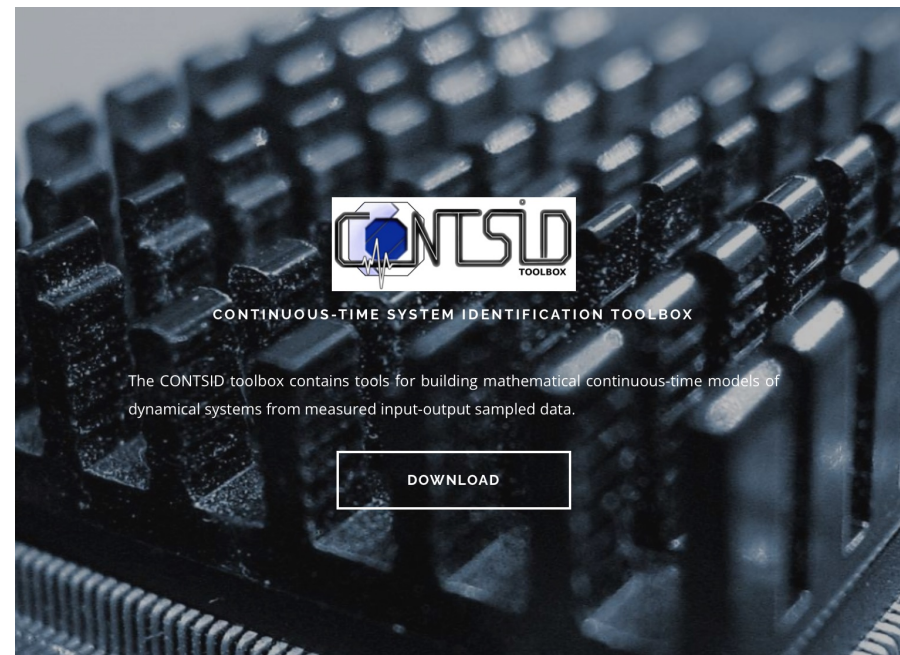 CONTSID
TOOLBOX
CONTINUOUS-TIME SYSTEM IDENTIFICATION TOOLBOX
The CONTSID toolbox contains tools for building mathematical continuous-time models of
dynamical systems from measured input-output sampled data.
DOWNLOAD